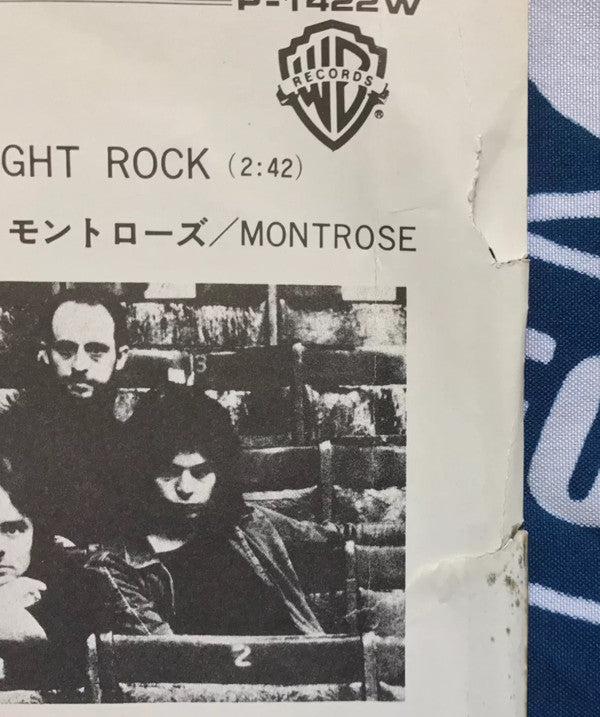 P-1422W
WB
RECORDS
®
GHT ROCK (2:42)
モントローズ/MONTROSE
3
2